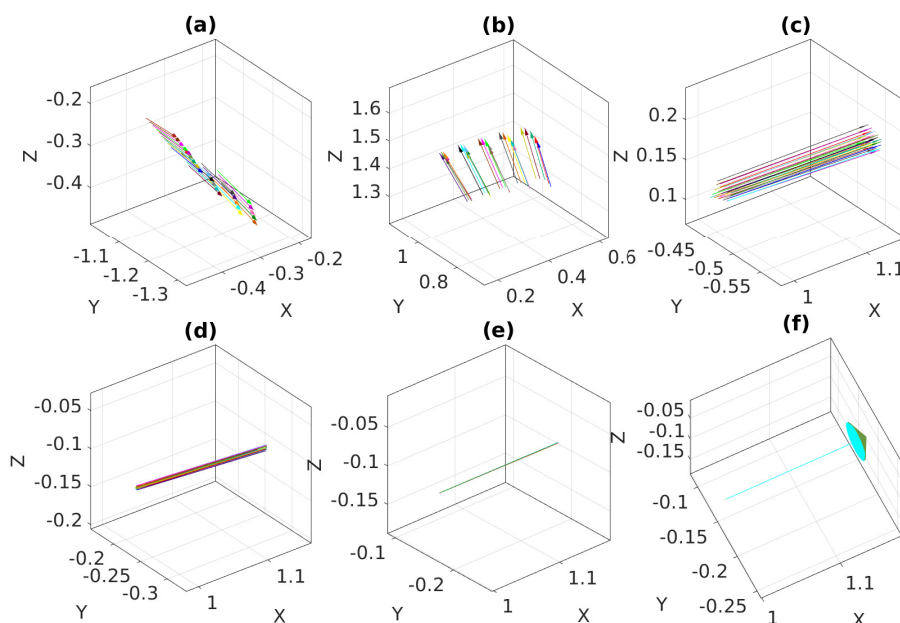 (a)
-0.2
-0.3
-0.4
Z
-1.1
-1.2
-1.3
Y
-0.4
-0.3
-0.2
X
(b)
1.6
1.5
1.4
1.3
Z
1
0.8
Y
0.2
0.4
0.6
X
(c)
0.2
0.15
0.1
Z
-0.45
-0.5
-0.55
Y
1
1.1
X
(d)
-0.05
-0.1
-0.15
-0.2
Z
-0.2
-0.25
-0.3
Y
1
1.1
X
(e)
-0.05
-0.1
-0.15
Z
-0.1
-0.2
Y
1
1.1
X
(f)
-0.05
-0.1
-0.15
Z
-0.1
-0.15
-0.2
-0.25
Y
1
1.1
X